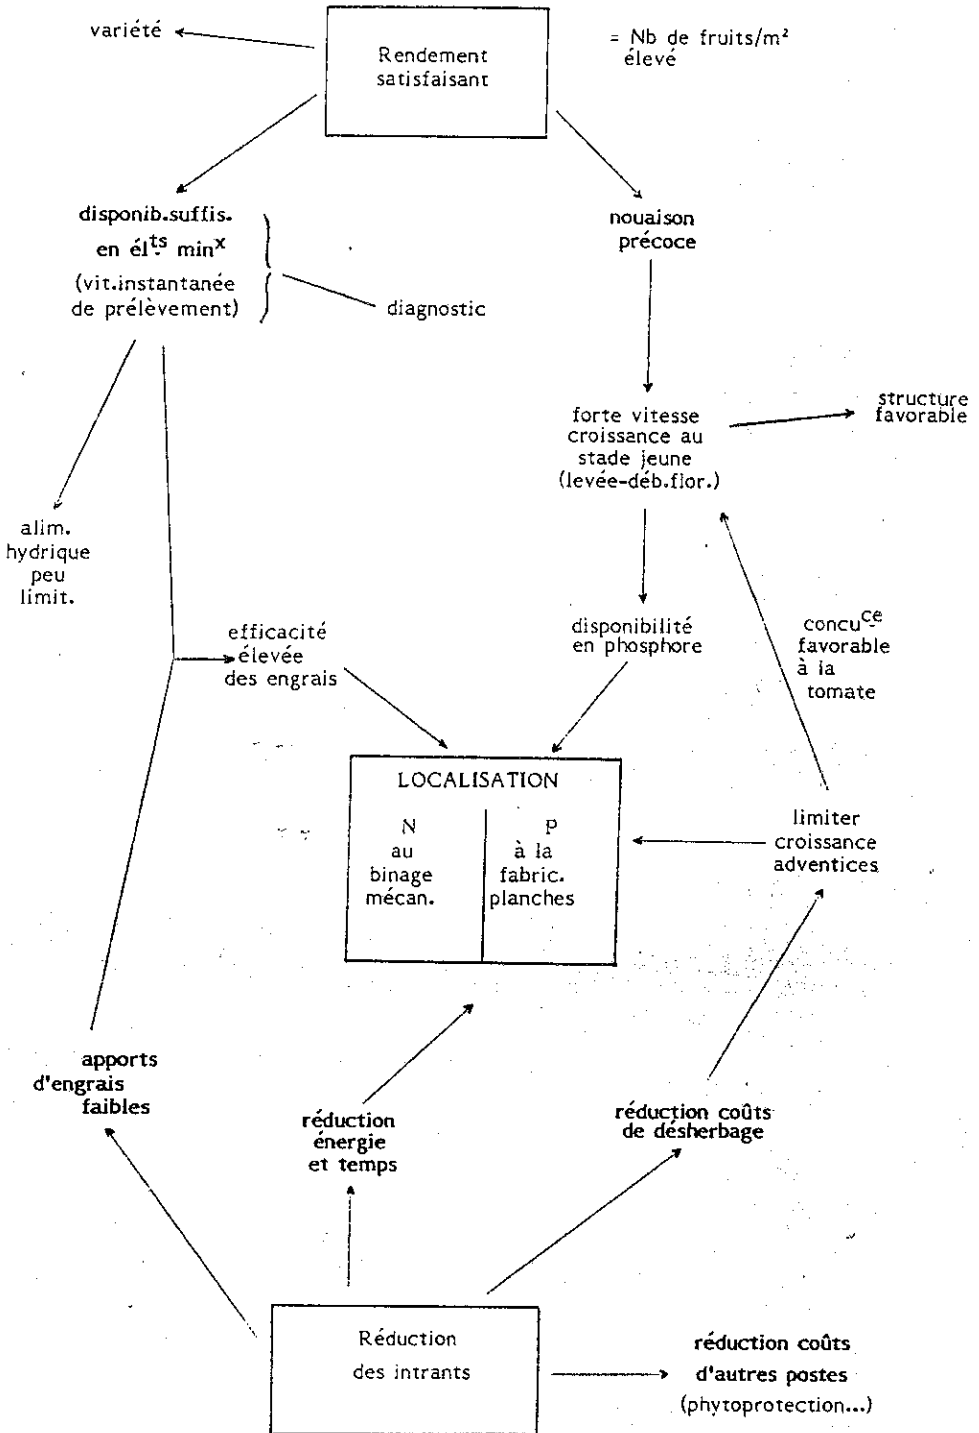 variété
Rendement
satisfaisant
= Nb de fruits/m²
élevé
disponib.suffis.
en élts minx
(vit.instantanée
de prélèvement)
diagnostic
nouaison
précoce
forte vitesse
croissance au
stade jeune
(levée-déb.flor.)
structure
favorable
alim.
hydrique
peu
limit.
efficacité
élevée
des engrais
disponibilité
en phosphore
concuce
favorable
à la
tomate
LOCALISATION
N
au
binage
mécan.
P
à la
fabric.
planches
limiter
croissance
adventices
apports
d'engrais
faibles
réduction
énergie
et temps
réduction coûts
de désherbage
Réduction
des intrants
réduction coûts
d'autres postes
(phytoprotection...)